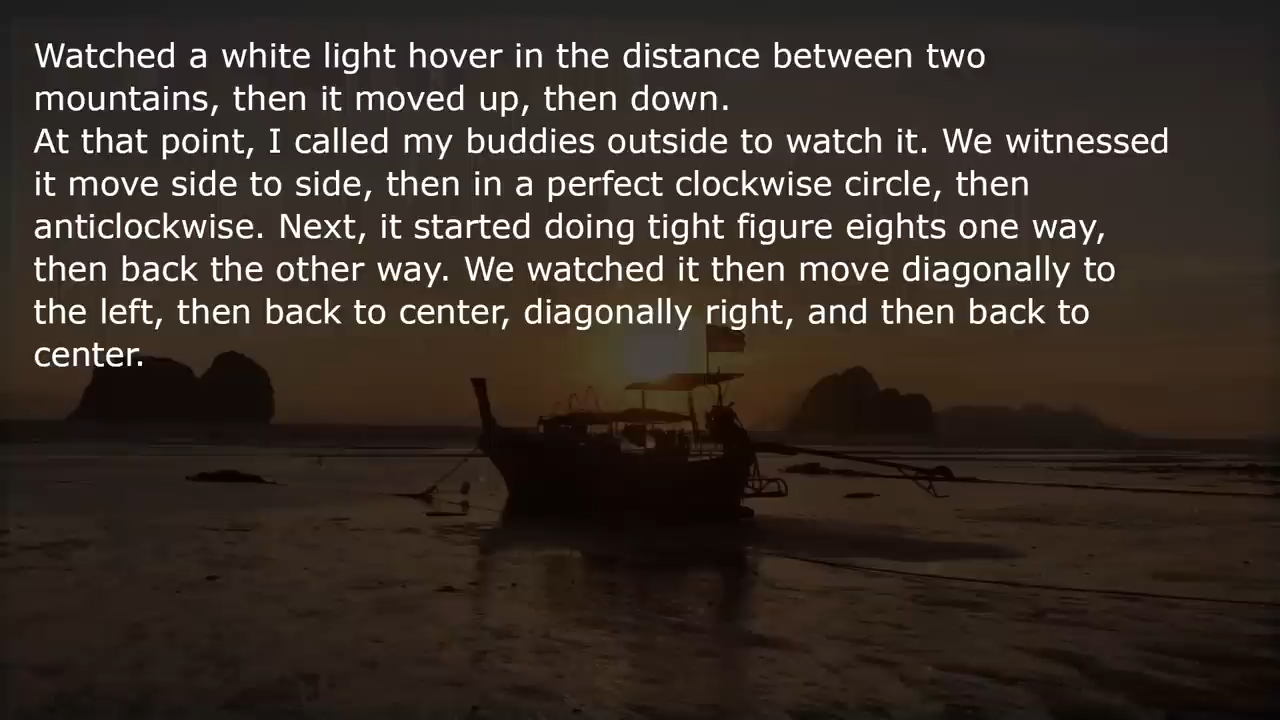 Watched a white light hover in the distance between two
mountains, then it moved up, then down.
At that point, I called my buddies outside to watch it. We witnessed
it move side to side, then in a perfect clockwise circle, then
anticlockwise. Next, it started doing tight figure eights one way,
then back the other way. We watched it then move diagonally to
the left, then back to center, diagonally right, and then back to
center.